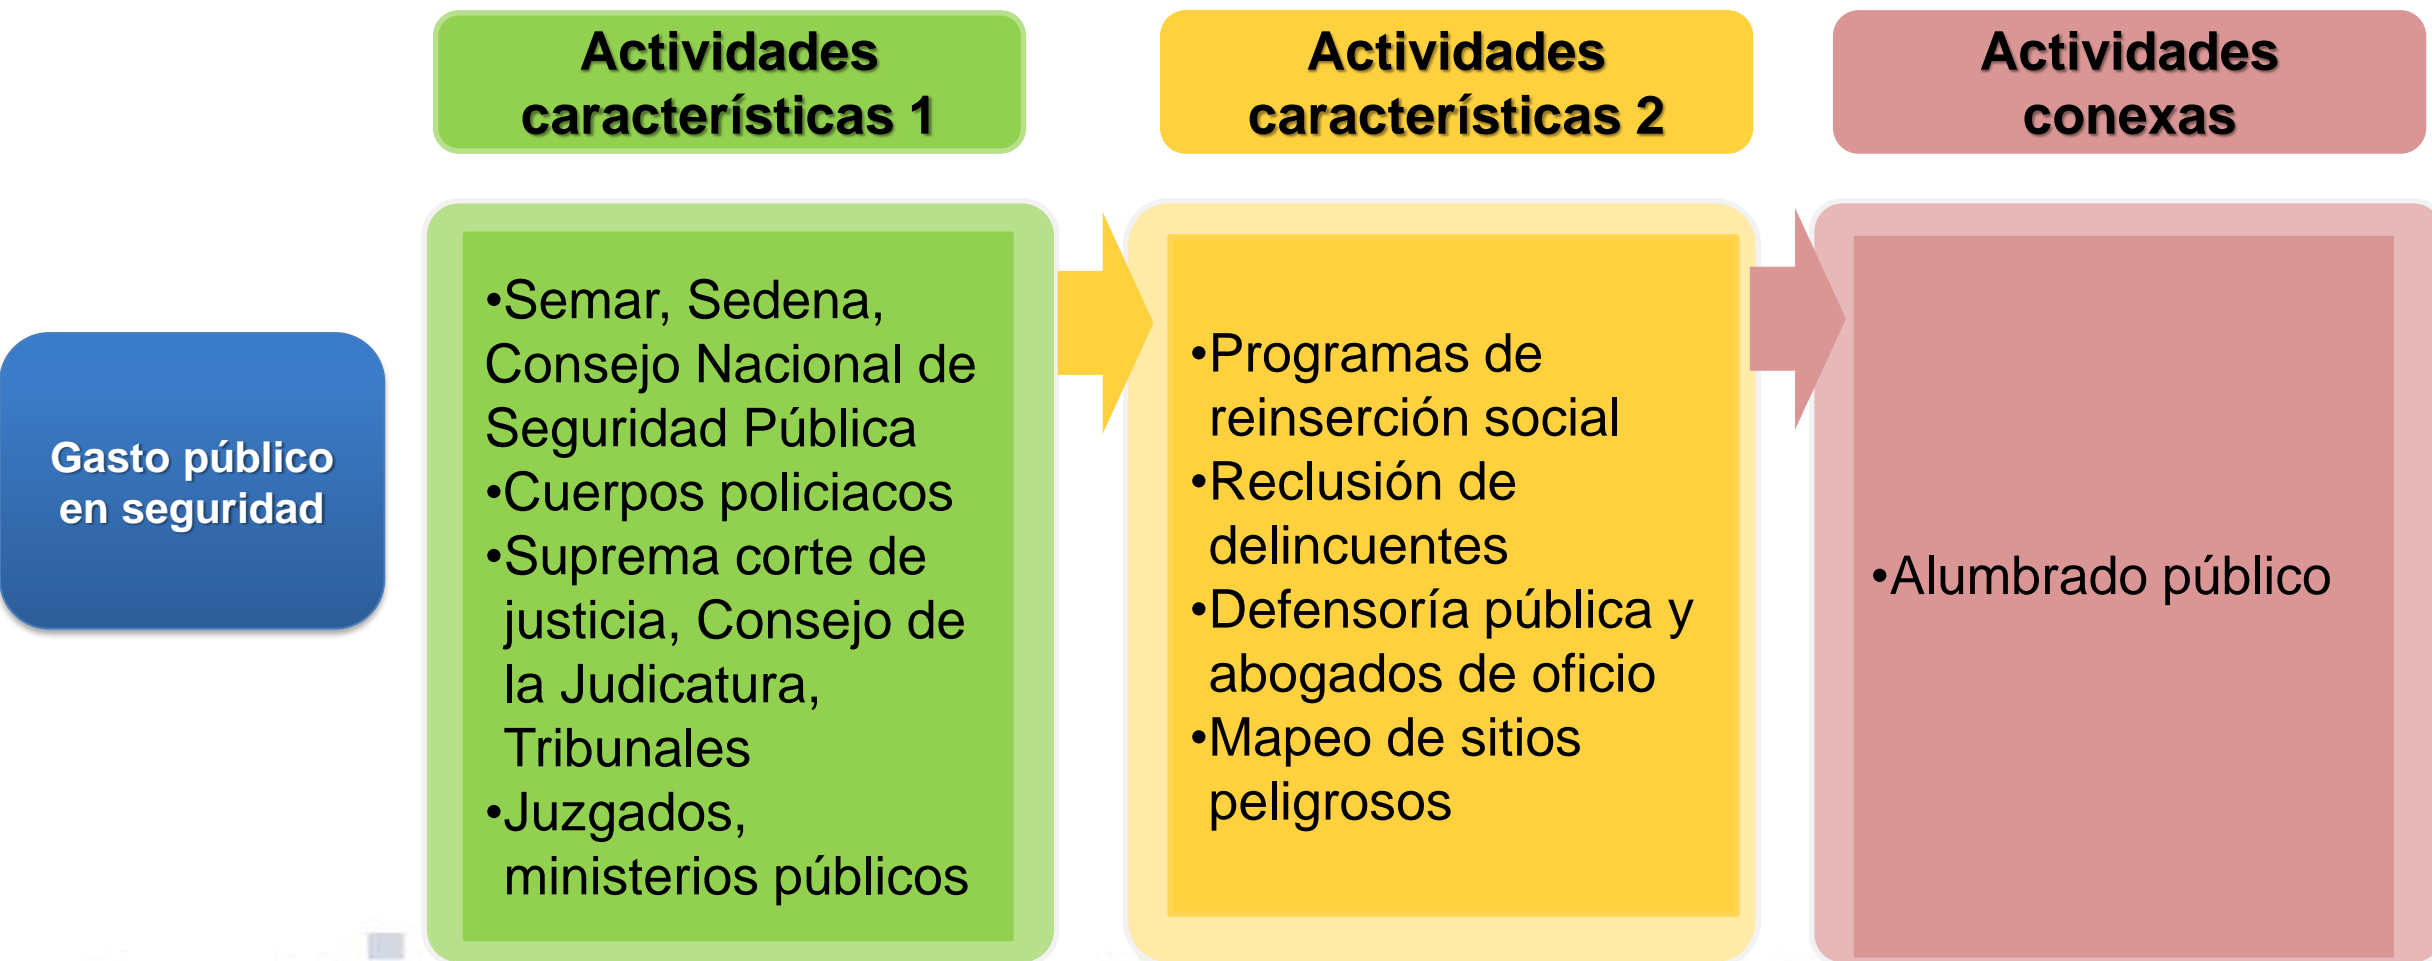 Actividades
características 1
Actividades
características 2
Actividades
conexas
Gasto público
en seguridad
•Semar, Sedena,
Consejo Nacional de
Seguridad Pública
•Cuerpos policiacos
•Suprema corte de
justicia, Consejo de
la Judicatura,
Tribunales
•Juzgados,
ministerios públicos
•Programas de
reinserción social
•Reclusión de
delincuentes
•Defensoría pública y
abogados de oficio
•Mapeo de sitios
peligrosos
•Alumbrado público